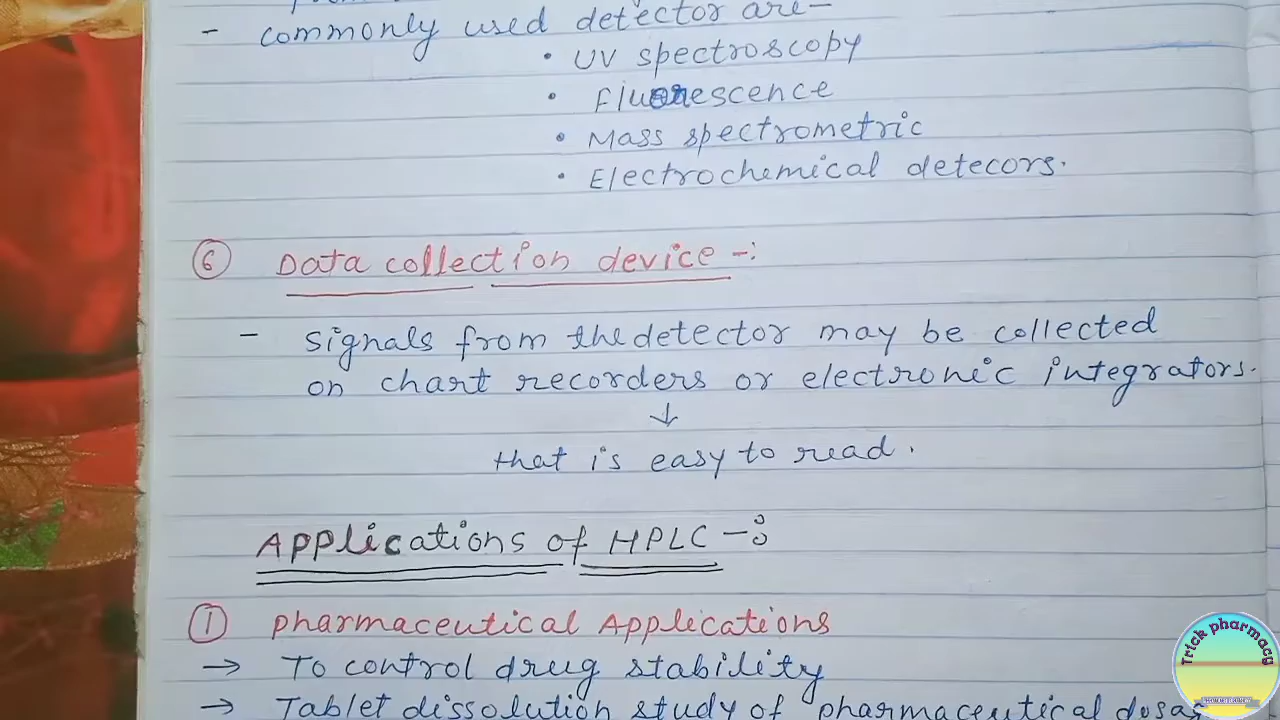 - commonly used detector are-
• UV spectroscopy
• Fluorescence
• Mass spectrometric
• Electrochemical detecors.
⑥ Data collection device -:
- signals from the detector may be collected
on chart recorders or electronic integrators.
↓
that is easy to read.
Applications of HPLC -:
① Pharmaceutical Applications
→ To control drug stability
→ Tablet dissolution study of pharmaceutical dosa
Trick pharmacy